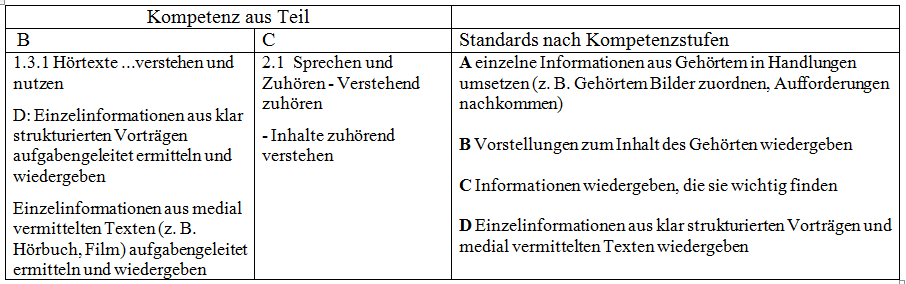 Kompetenz aus Teil
B
C
Standards nach Kompetenzstufen
1.3.1 Hörtexte …verstehen und
nutzen
D: Einzelinformationen aus klar
strukturierten Vorträgen
aufgabengeleitet ermitteln und
wiedergeben
Einzelinformationen aus medial
vermittelten Texten (z. B.
Hörbuch, Film) aufgabengeleitet
ermitteln und wiedergeben
2.1 Sprechen und
Zuhören - Verstehend
zuhören
- Inhalte zuhörend
verstehen
A einzelne Informationen aus Gehörtem in Handlungen
umsetzen (z. B. Gehörtem Bilder zuordnen, Aufforderungen
nachkommen)
B Vorstellungen zum Inhalt des Gehörten wiedergeben
C Informationen wiedergeben, die sie wichtig finden
D Einzelinformationen aus klar strukturierten Vorträgen und
medial vermittelten Texten wiedergeben